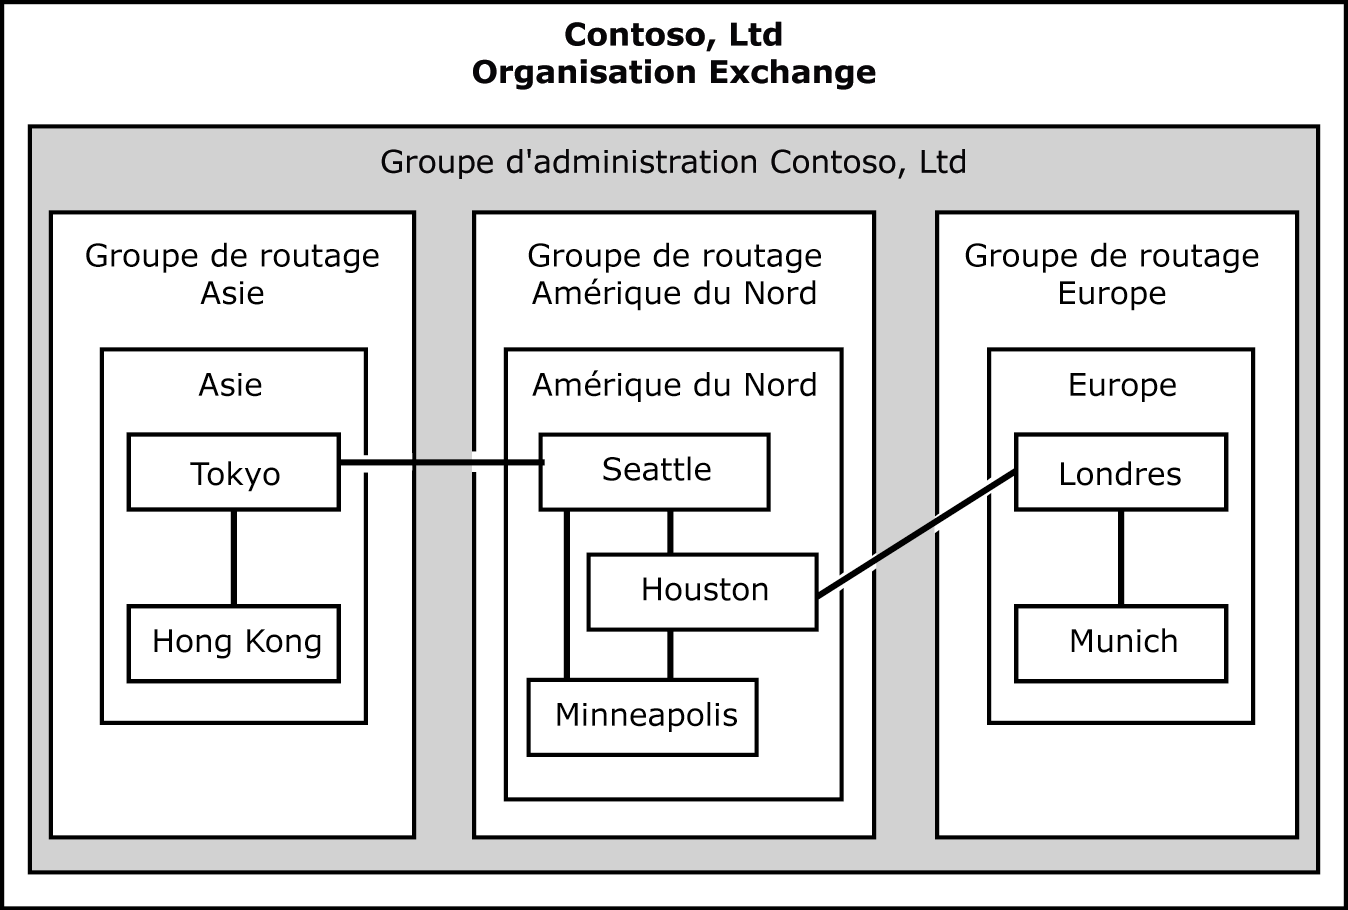 Contoso, Ltd
Organisation Exchange
Groupe d'administration Contoso, Ltd
Groupe de routage
Asie
Asie
Tokyo
Hong Kong
Groupe de routage
Amérique du Nord
Amérique du Nord
Seattle
Houston
Minneapolis
Groupe de routage
Europe
Europe
Londres
Munich